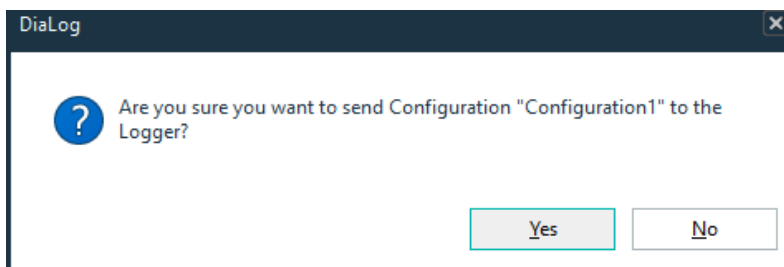 DiaLog
Are you sure you want to send Configuration "Configuration1" to the
Logger?
Yes
No